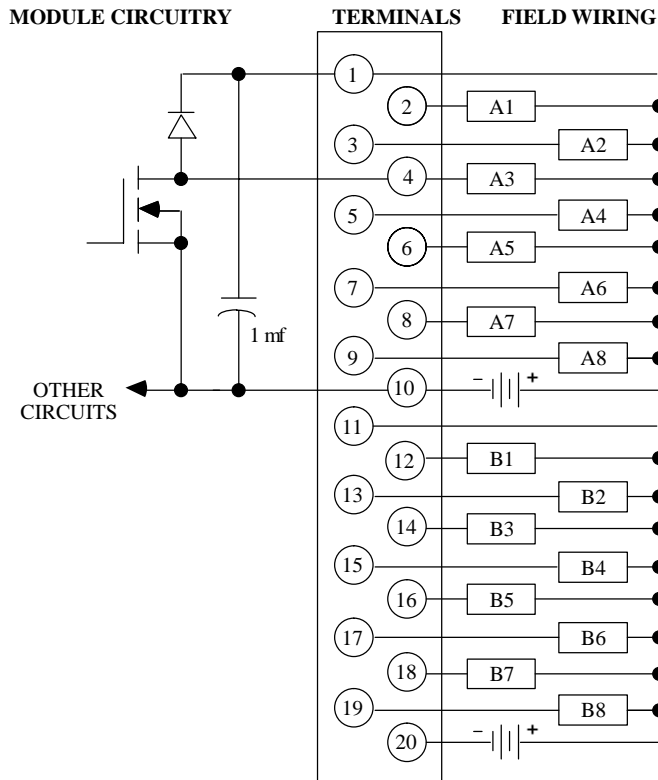 MODULE CIRCUITRY TERMINALS FIELD WIRING
1
2 A1
3 A2
4 A3
5 A4
6 A5
7 A6
8 A7
1 mf
9 A8
OTHER
CIRCUITS
10 - +
11
12 B1
13 B2
14 B3
15 B4
16 B5
17 B6
18 B7
19 B8
20 - +